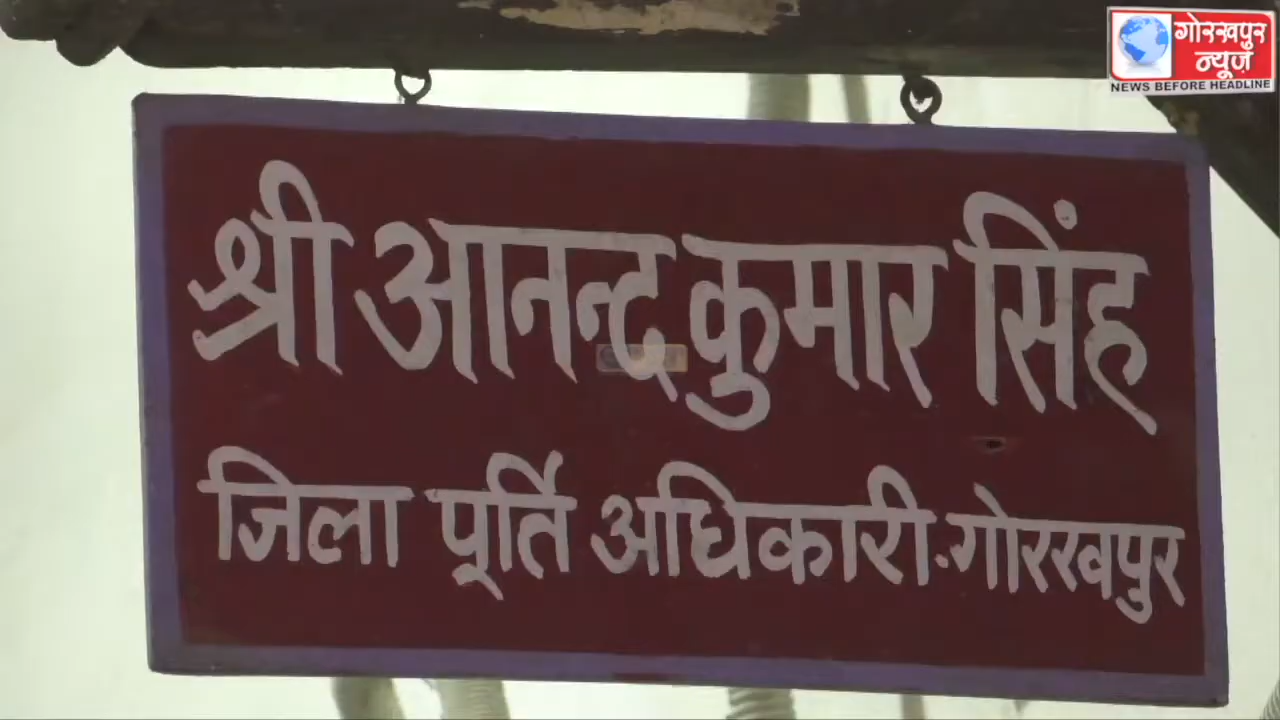 गोरखपुर
न्यूज़
NEWS BEFORE HEADLINE
श्री आनन्द कुमार सिंह
जिला पूर्ति अधिकारी-गोरखपुर